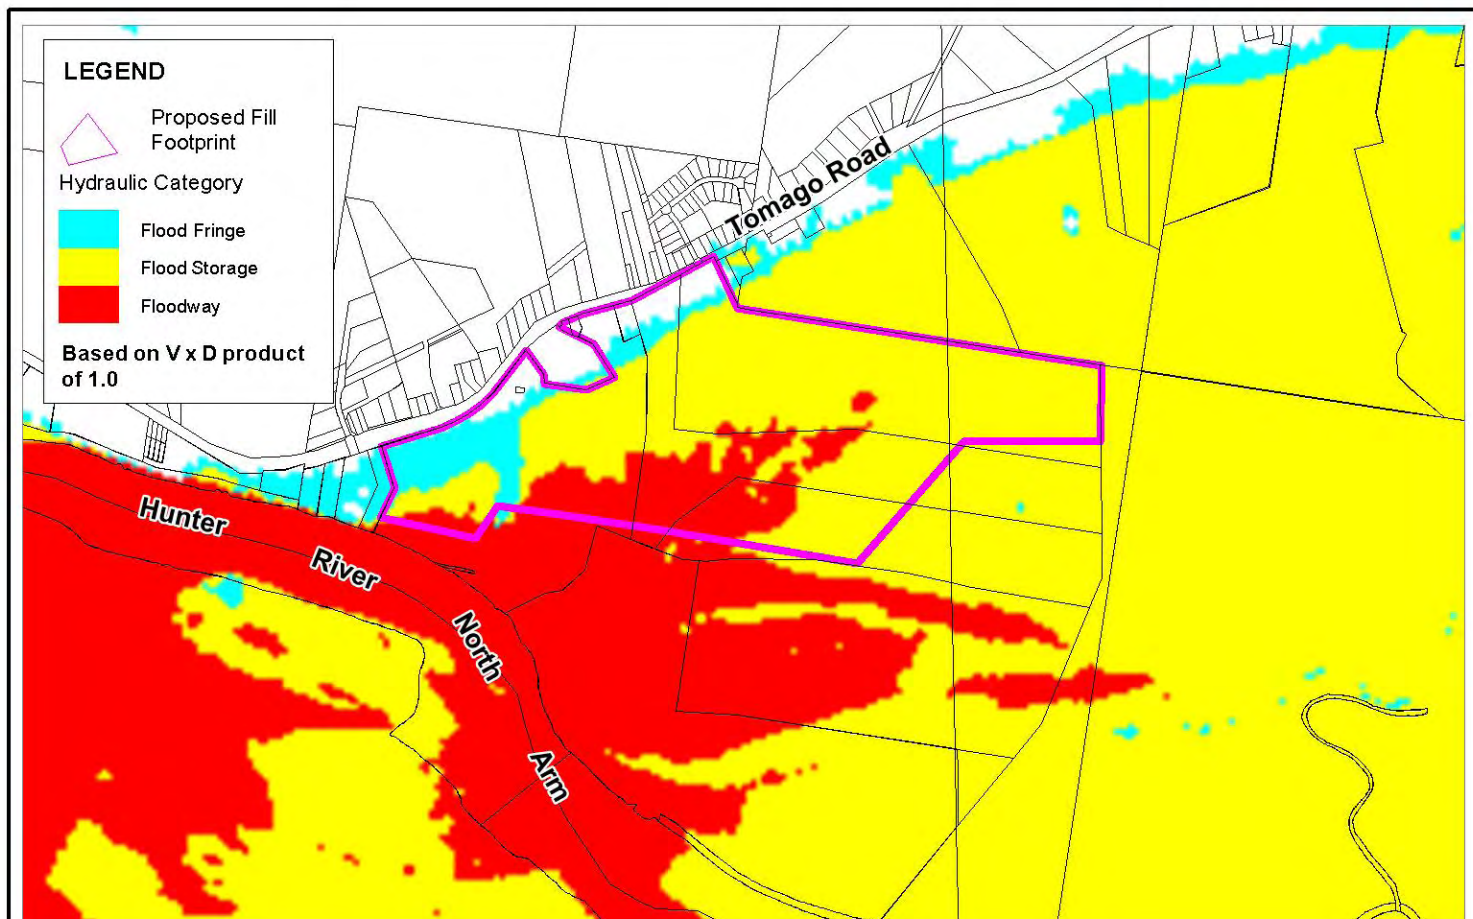 LEGEND
Proposed Fill
Footprint
Hydraulic Category
Flood Fringe
Flood Storage
Floodway
Based on V x D product
of 1.0
Tomago Road
Hunter
River
North
Arm